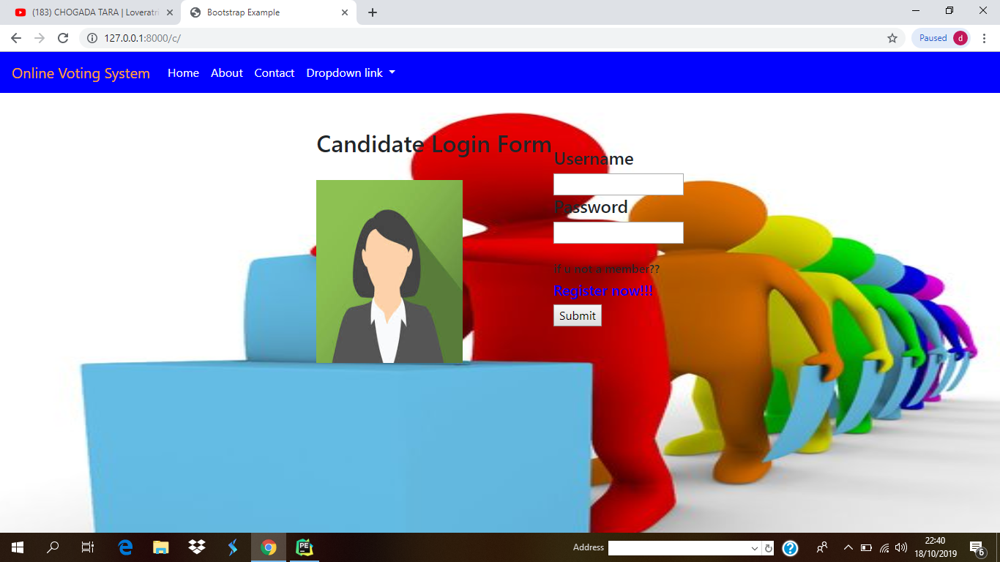 (183) CHOGADA TARA | Loveratri
Bootstrap Example
127.0.0.1:8000/c/
Paused
d
Online Voting System Home About Contact Dropdown link
Candidate Login Form
Username
Password
if u not a member??
Register now!!!
Submit
Address
22:40
18/10/2019
6